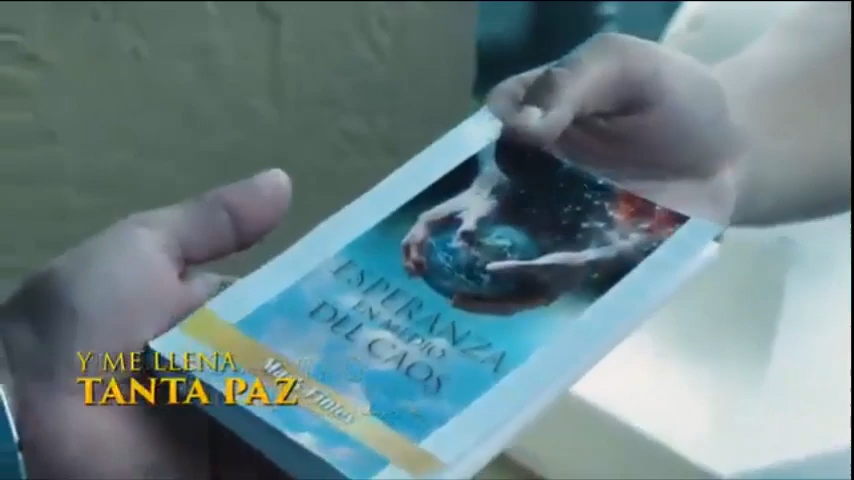 ESPERANZA
EN MEDIO
DEL CAOS
Y ME LLENA
TANTA PAZ